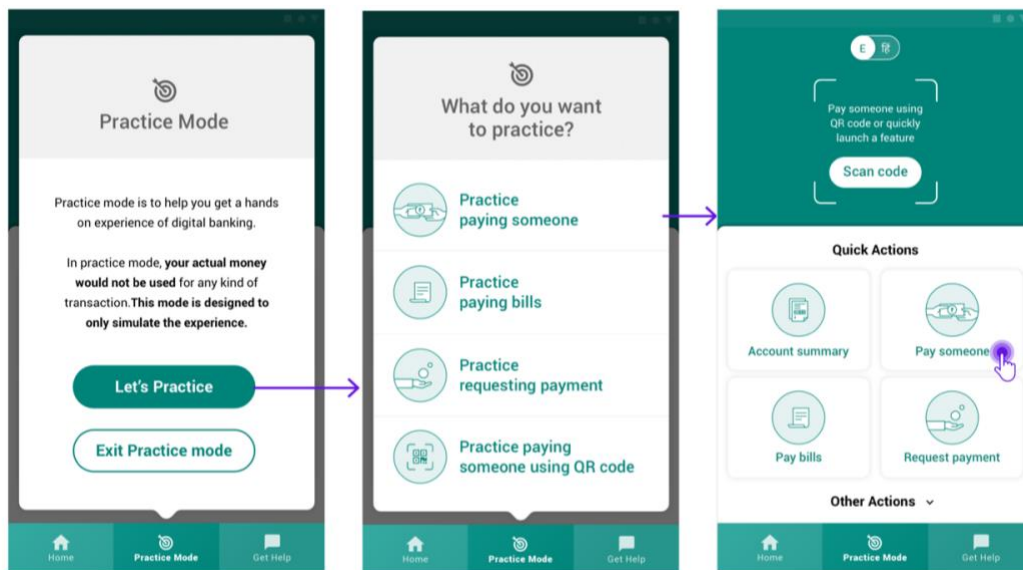 Practice Mode
Practice mode is to help you get a hands
on experience of digital banking.
In practice mode, your actual money
would not be used for any kind of
transaction.This mode is designed to
only simulate the experience.
Let's Practice
Exit Practice mode
Home
Practice Mode
Get Help
What do you want
to practice?
Practice
paying someone
Practice
paying bills
Practice
requesting payment
Practice paying
someone using QR code
Home
Practice Mode
Get Help
E हिं
Pay someone using
QR code or quickly
launch a feature
Scan code
Quick Actions
Account summary
Pay someone
Pay bills
Request payment
Other Actions
Home
Practice Mode
Get Help